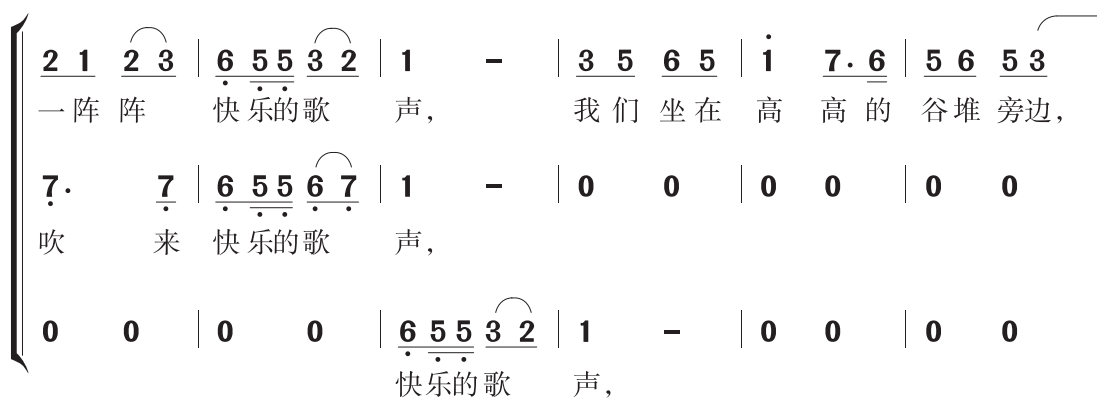 2 1 2 3 | 6 5 5 3 2 | 1 – | 3 5 6 5 | i 7. 6 | 5 6 5 3
一阵阵 快乐的歌 声， 我们 坐在 高 高 的 谷堆 旁边，
7. 7 | 6 5 5 6 7 | 1 – | 0 0 | 0 0 | 0 0
吹 来 快乐的歌 声，
0 0 | 0 0 | 6 5 5 3 2 | 1 – | 0 0 | 0 0
快乐的歌 声，